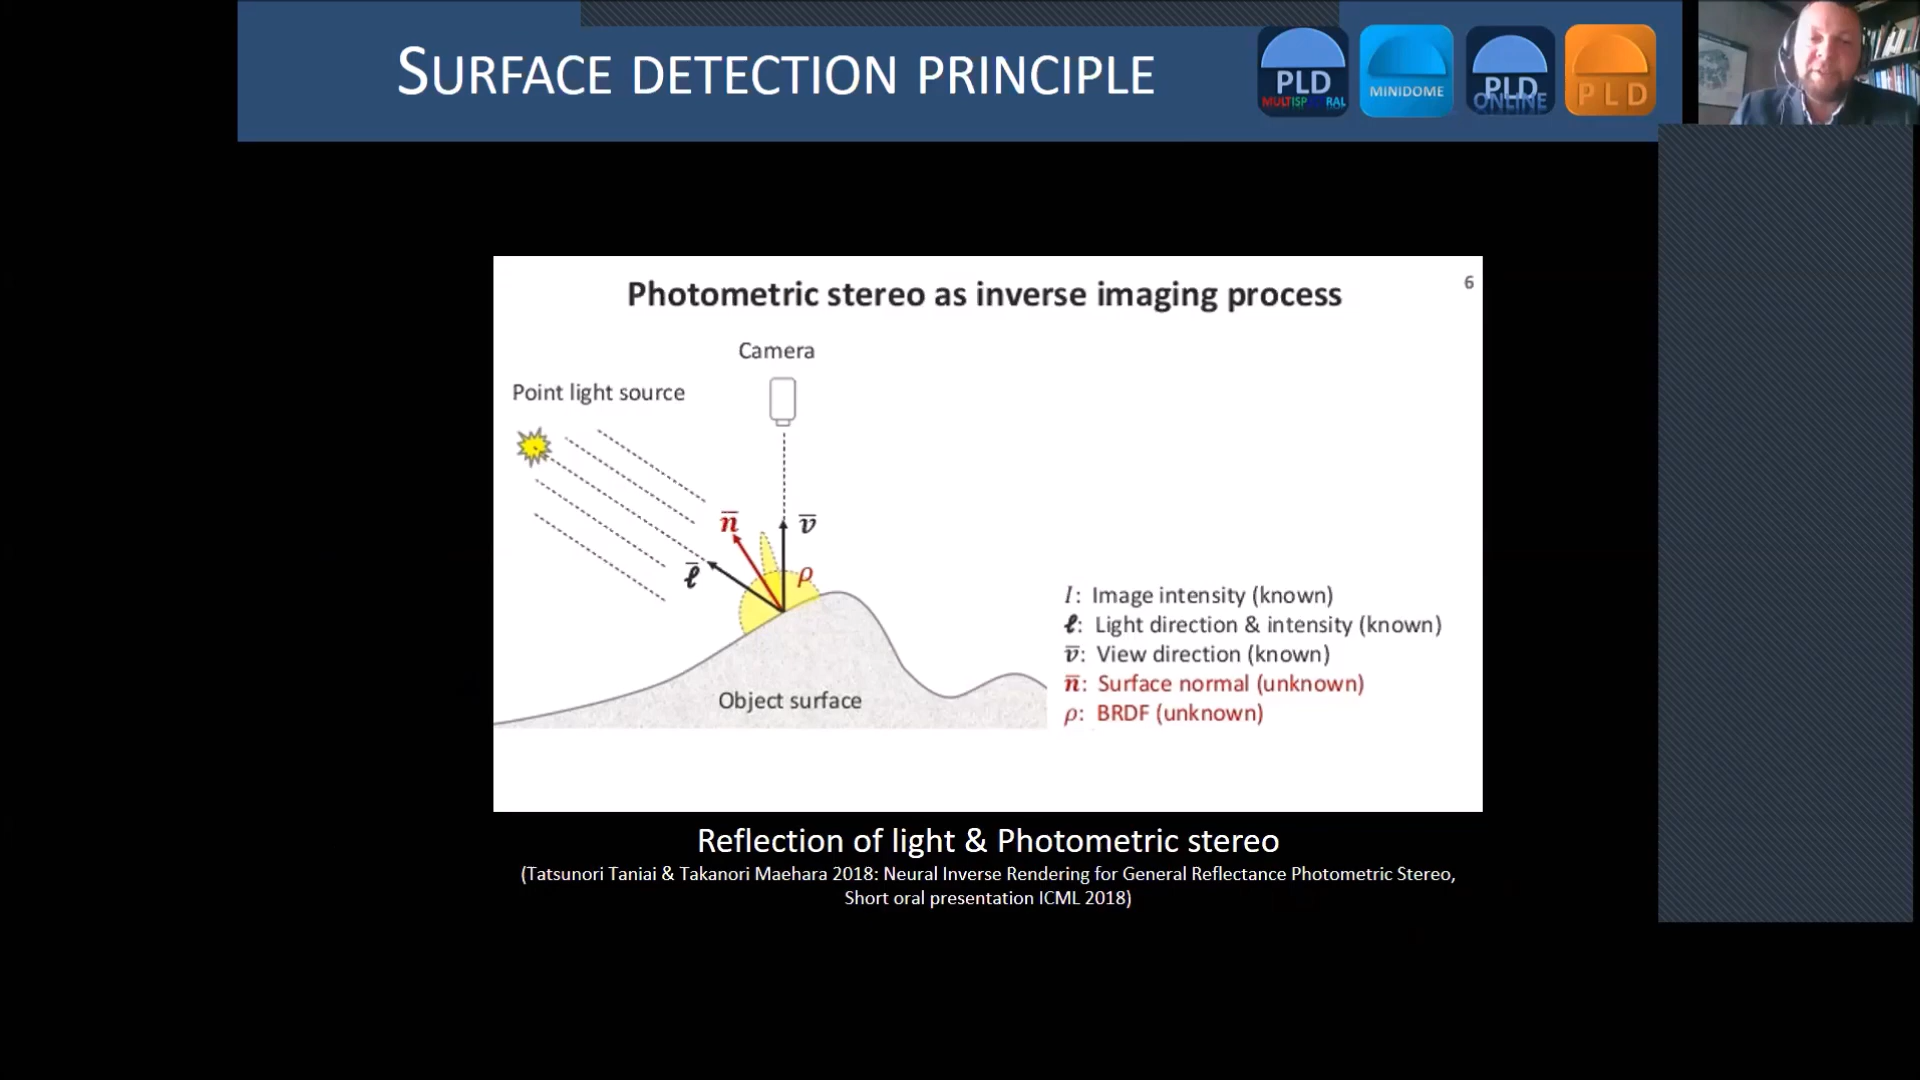 SURFACE DETECTION PRINCIPLE
PLD
MULTISPECTRAL
MINIDOME
PLD
ONLINE
PLD
Photometric stereo as inverse imaging process
6
Camera
Point light source
n̅
v̅
ℓ̅
ρ
Object surface
I: Image intensity (known)
ℓ: Light direction & intensity (known)
v̅: View direction (known)
n̅: Surface normal (unknown)
ρ: BRDF (unknown)
Reflection of light & Photometric stereo
(Tatsunori Taniai & Takanori Maehara 2018: Neural Inverse Rendering for General Reflectance Photometric Stereo,
Short oral presentation ICML 2018)